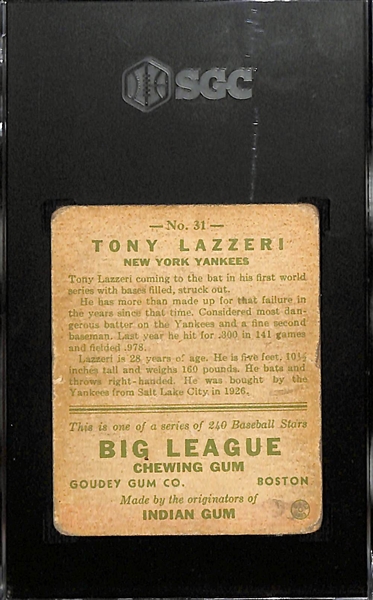 SGC
—No. 31—
TONY LAZZERI
NEW YORK YANKEES
Tony Lazzeri coming to the bat in his first world
series with bases filled, struck out.
He has more than made up for that failure in
the years since that time. Considered most dan-
gerous batter on the Yankees and a fine second
baseman. Last year he hit for .300 in 141 games
and fielded .978.
Lazzeri is 28 years of age. He is five feet, 10½
inches tall and weighs 160 pounds. He bats and
throws right-handed. He was bought by the
Yankees from Salt Lake City in 1926.
This is one of a series of 240 Baseball Stars
BIG LEAGUE
CHEWING GUM
GOUDEY GUM CO. BOSTON
Made by the originators of
INDIAN GUM